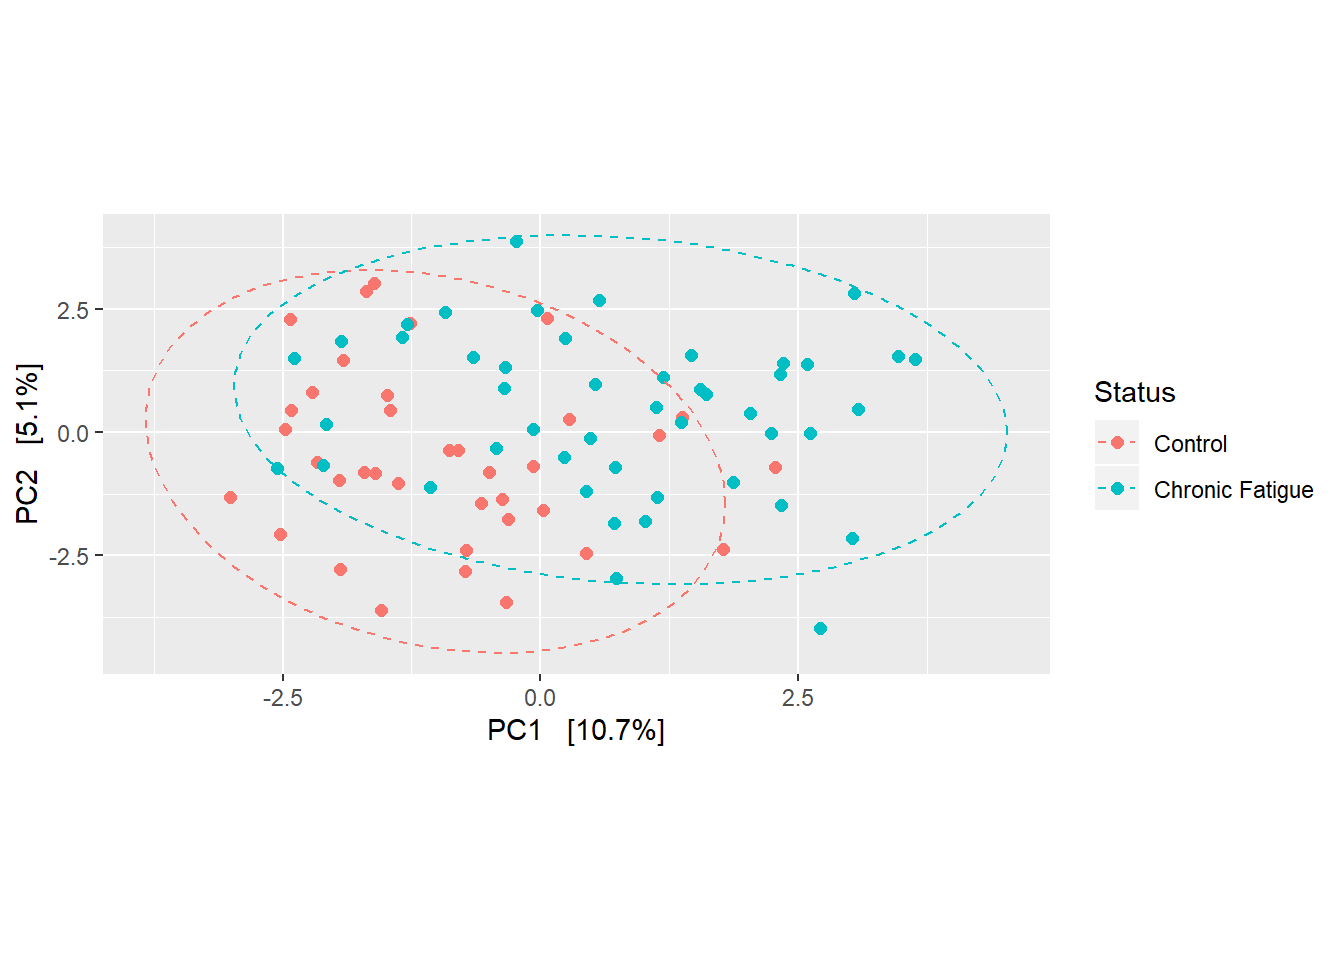 2.5
0.0
-2.5
PC2 [5.1%]
-2.5 0.0 2.5
PC1 [10.7%]
Status
Control
Chronic Fatigue